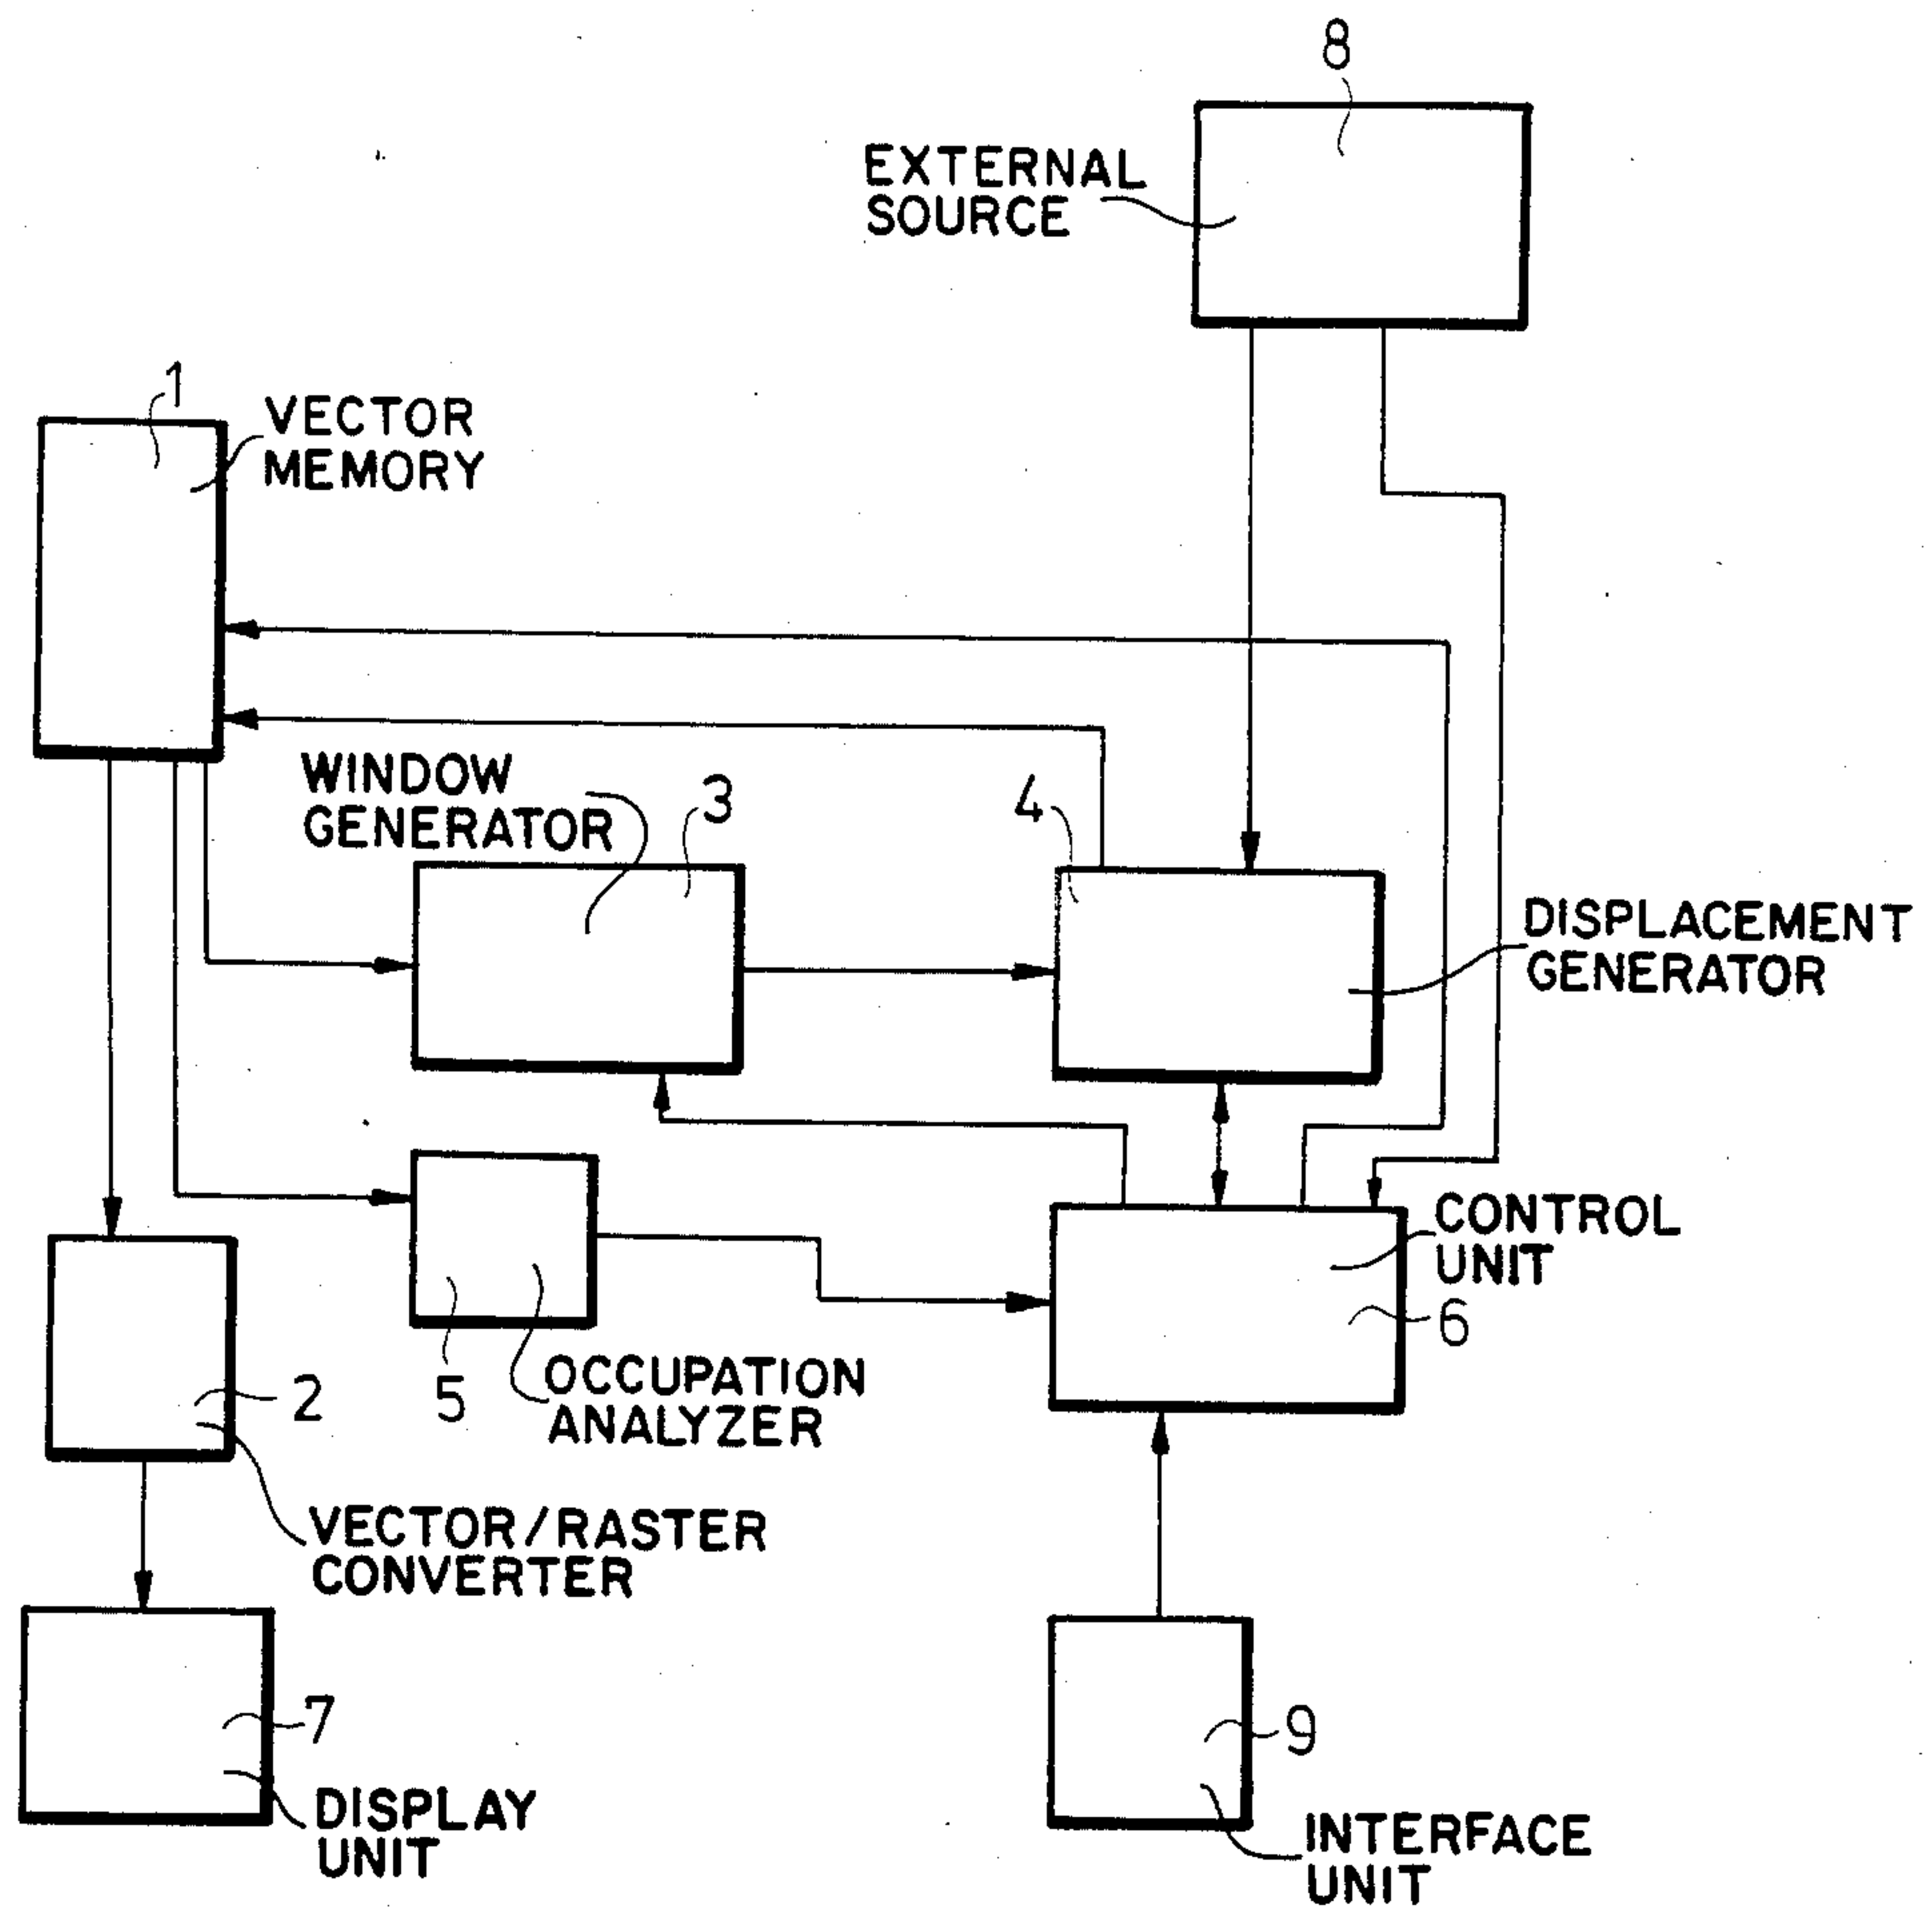 8
EXTERNAL
SOURCE
1
VECTOR
MEMORY
WINDOW
GENERATOR
3
4
DISPLACEMENT
GENERATOR
CONTROL
UNIT
6
2
5
OCCUPATION
ANALYZER
VECTOR/RASTER
CONVERTER
7
DISPLAY
UNIT
9
INTERFACE
UNIT